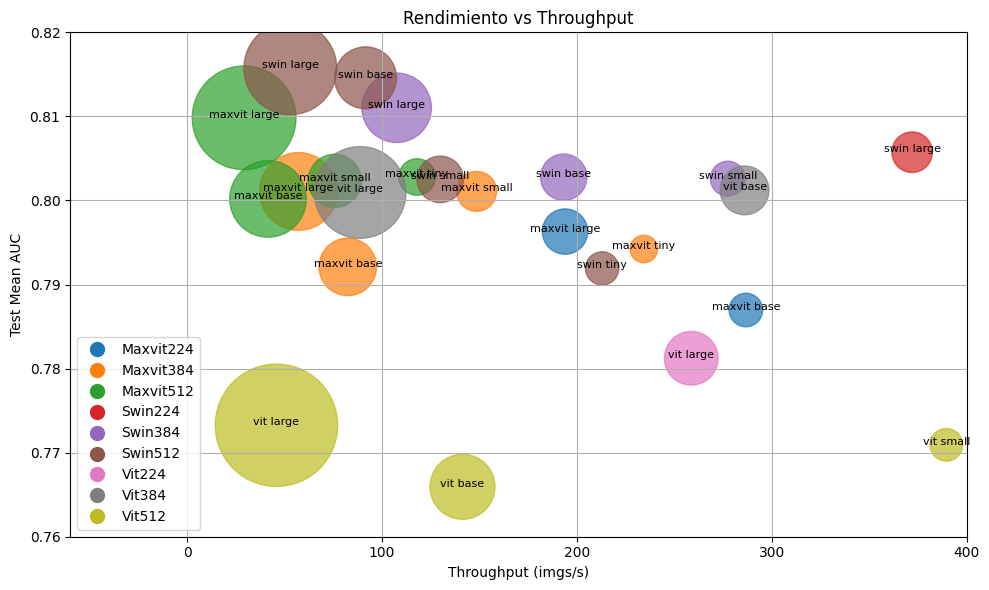 Rendimiento vs Throughput
0.82
0.81
0.80
0.79
0.78
0.77
0.76
Test Mean AUC
swin large
swin base
swin large
maxvit large
swin large
maxvit tiny
swin small
swin base
swin small
maxvit small
maxvit large
vit large
maxvit small
vit base
maxvit base
maxvit large
maxvit tiny
maxvit base
swin tiny
maxvit base
vit large
vit large
vit small
vit base
Maxvit224
Maxvit384
Maxvit512
Swin224
Swin384
Swin512
Vit224
Vit384
Vit512
0
100
200
300
400
Throughput (imgs/s)